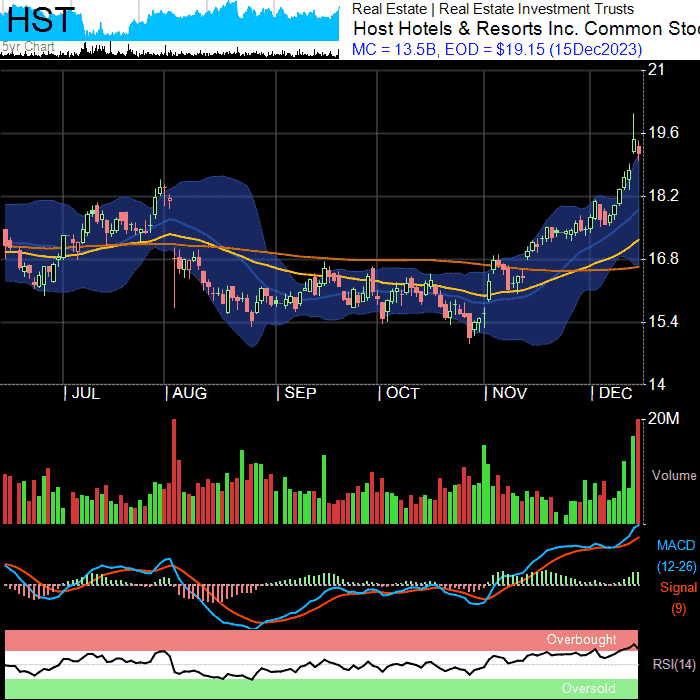 HST
5yr Chart
Real Estate | Real Estate Investment Trusts
Host Hotels & Resorts Inc. Common Stoc
MC = 13.5B, EOD = $19.15 (15Dec2023)
21
19.6
18.2
16.8
15.4
14
| JUL | AUG | SEP | OCT | NOV | DEC
20M
Volume
MACD
(12-26)
Signal
(9)
Overbought
RSI(14)
Oversold